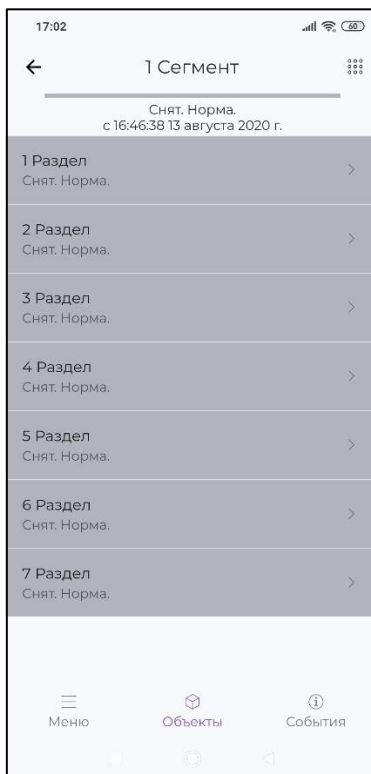 17:02
60
1 Сегмент
Снят. Норма.
с 16:46:38 13 августа 2020 г.
1 Раздел
Снят. Норма.
2 Раздел
Снят. Норма.
3 Раздел
Снят. Норма.
4 Раздел
Снят. Норма.
5 Раздел
Снят. Норма.
6 Раздел
Снят. Норма.
7 Раздел
Снят. Норма.
Меню
Объекты
События